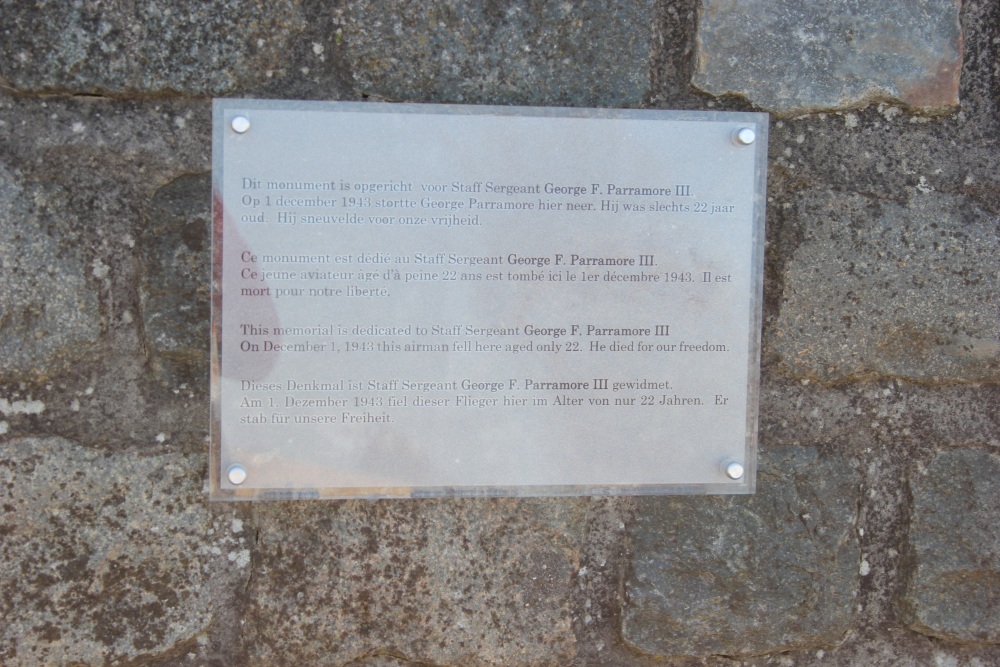 Dit monument is opgericht voor Staff Sergeant George F. Parramore III.
Op 1 december 1943 stortte George Parramore hier neer. Hij was slechts 22 jaar
oud. Hij sneuvelde voor onze vrijheid.
Ce monument est dédié au Staff Sergeant George F. Parramore III.
Ce jeune aviateur âgé d'à peine 22 ans est tombé ici le 1er décembre 1943. Il est
mort pour notre liberté.
This memorial is dedicated to Staff Sergeant George F. Parramore III
On December 1, 1943 this airman fell here aged only 22. He died for our freedom.
Dieses Denkmal ist Staff Sergeant George F. Parramore III gewidmet.
Am 1. Dezember 1943 fiel dieser Flieger hier im Alter von nur 22 Jahren. Er
stab für unsere Freiheit.